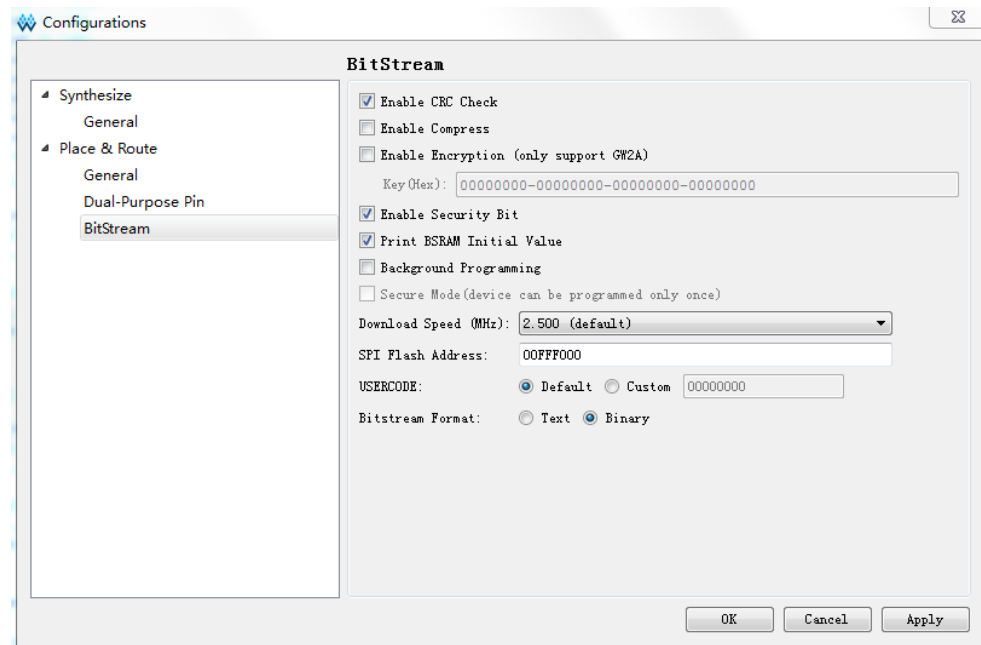 Configurations
BitStream
Synthesize
General
Place & Route
General
Dual-Purpose Pin
BitStream
Enable CRC Check
Enable Compress
Enable Encryption (only support GW2A)
Key(Hex): 00000000-00000000-00000000-00000000
Enable Security Bit
Print BSRAM Initial Value
Background Programming
Secure Mode(device can be programmed only once)
Download Speed (MHz): 2.500 (default)
SPI Flash Address: 00FFF000
USERCODE: Default Custom 00000000
Bitstream Format: Text Binary
OK Cancel Apply